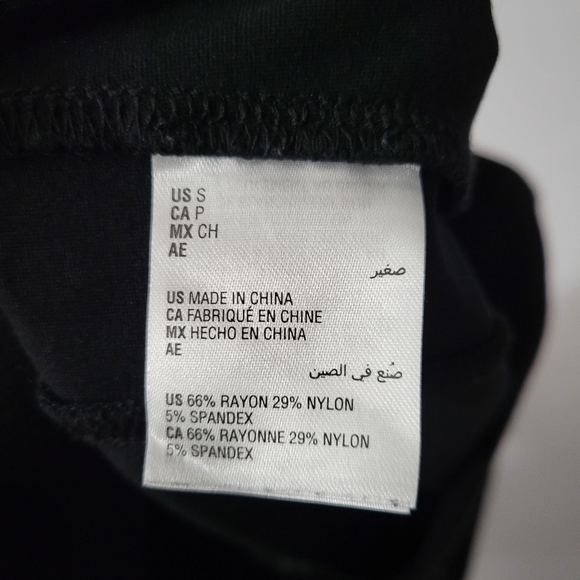 US S
CA P
MX CH
AE
صغير
US MADE IN CHINA
CA FABRIQUÉ EN CHINE
MX HECHO EN CHINA
AE
صُنع في الصين
US 66% RAYON 29% NYLON
5% SPANDEX
CA 66% RAYONNE 29% NYLON
5% SPANDEX